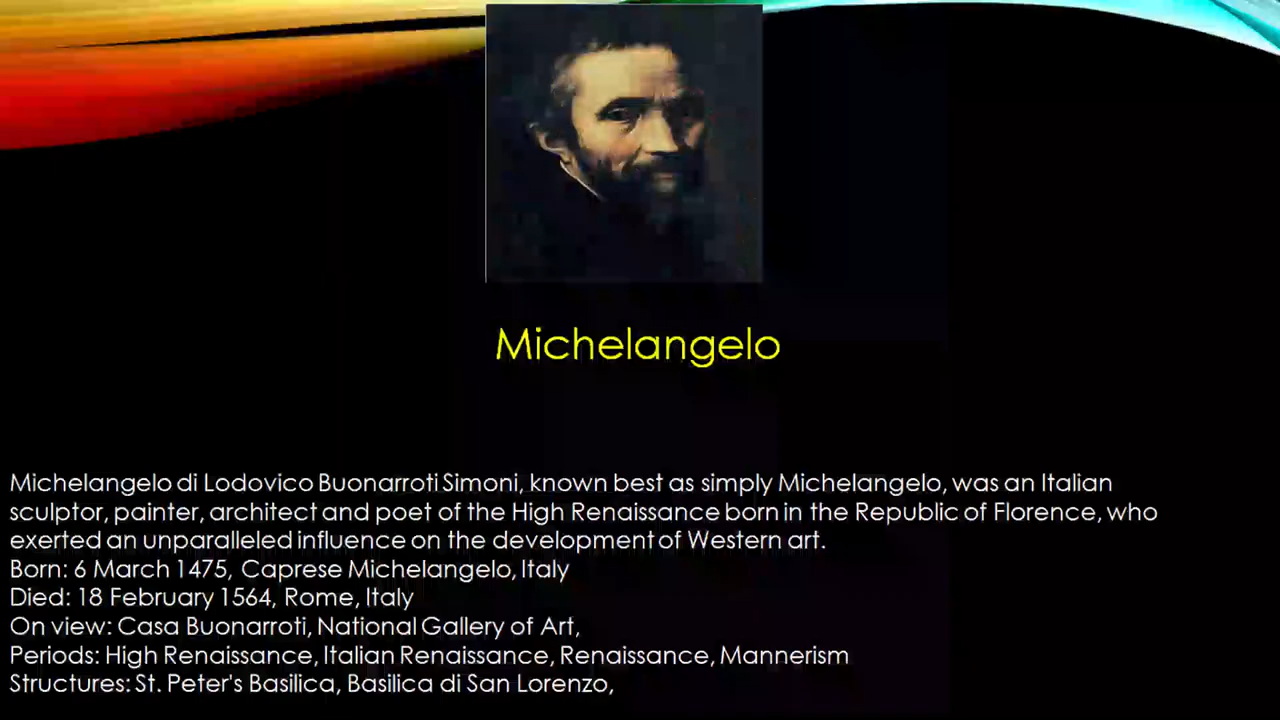 Michelangelo
Michelangelo di Lodovico Buonarroti Simoni, known best as simply Michelangelo, was an Italian
sculptor, painter, architect and poet of the High Renaissance born in the Republic of Florence, who
exerted an unparalleled influence on the development of Western art.
Born: 6 March 1475, Caprese Michelangelo, Italy
Died: 18 February 1564, Rome, Italy
On view: Casa Buonarroti, National Gallery of Art,
Periods: High Renaissance, Italian Renaissance, Renaissance, Mannerism
Structures: St. Peter's Basilica, Basilica di San Lorenzo,